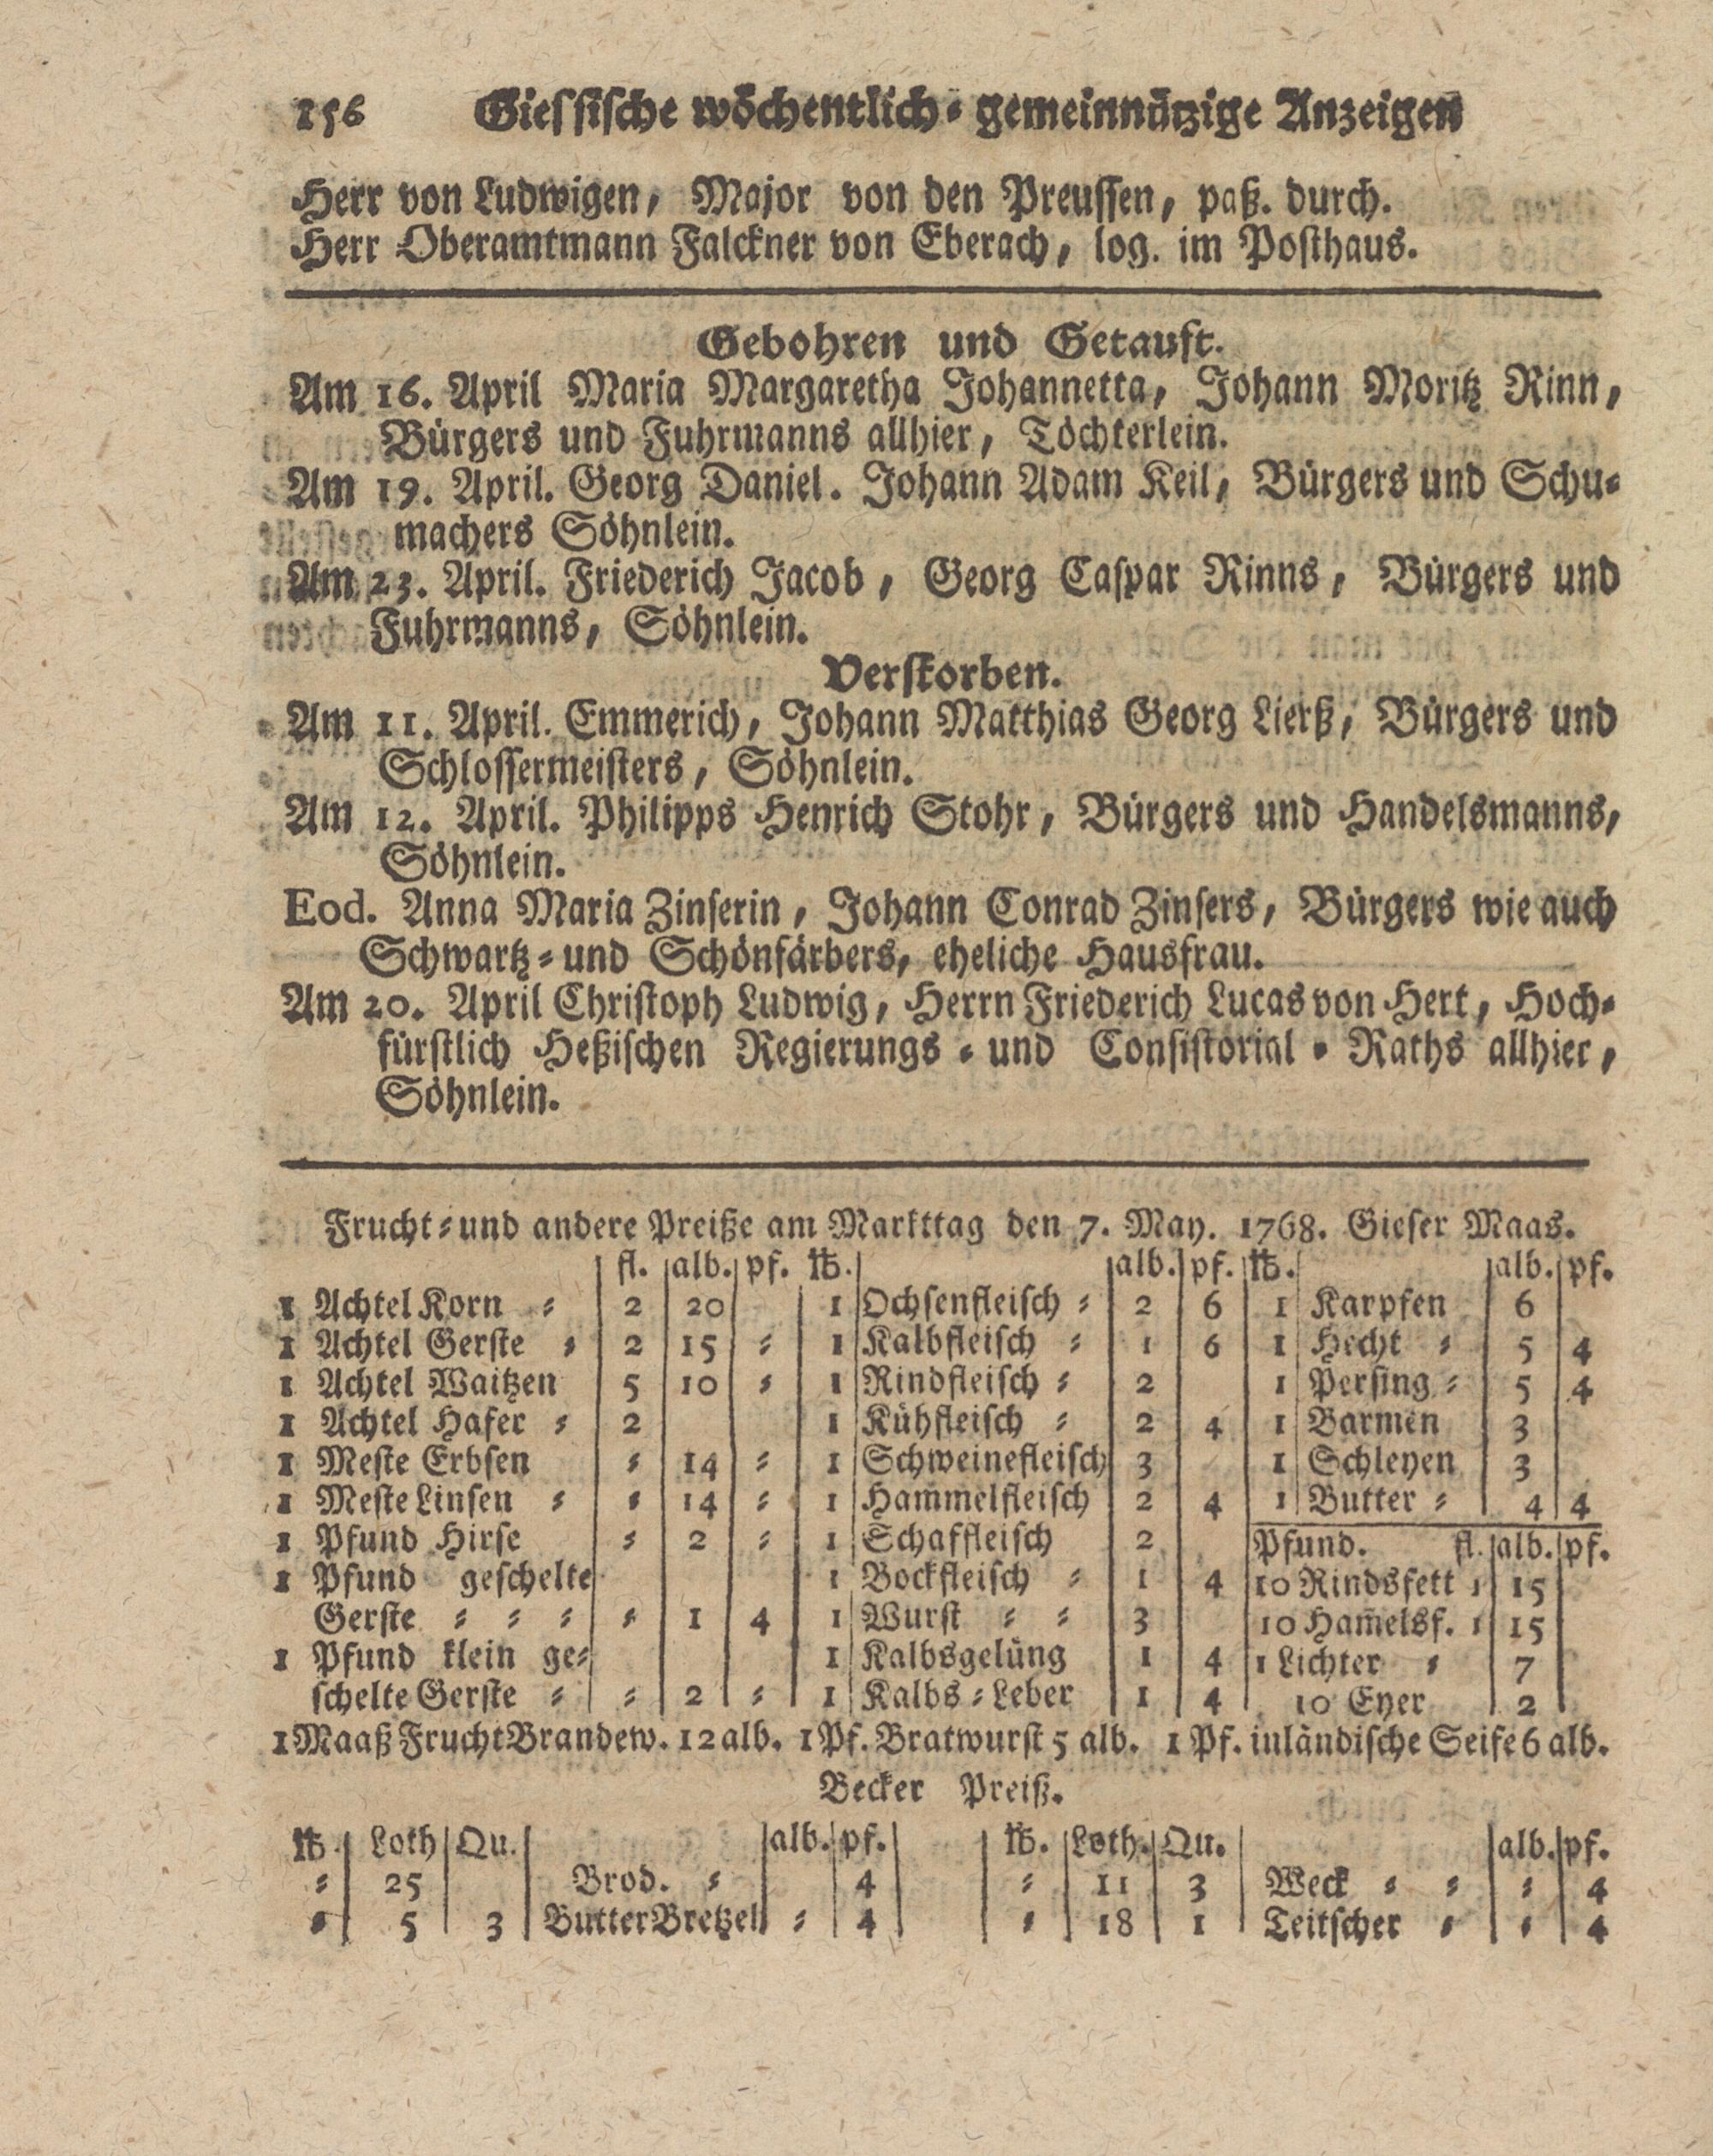 156 Giessische wöchentlich-gemeinnützige Anzeigen
Herr von Ludwigen, Major von den Preussen, paß. durch.
Herr Oberamtmann Falckner von Eberach, log. im Posthaus.
Gebohren und Getauft.
Am 16. April Maria Margaretha Johannetta, Johann Moritz Rinn,
Bürgers und Fuhrmanns allhier, Töchterlein.
Am 19. April. Georg Daniel. Johann Adam Keil, Bürgers und Schu-
machers Söhnlein.
Am 23. April. Friederich Jacob, Georg Caspar Rinns, Bürgers und
Fuhrmanns, Söhnlein.
Verstorben.
Am 11. April. Emmerich, Johann Matthias Georg Lierß, Bürgers und
Schlossermeisters, Söhnlein.
Am 12. April. Philipps Henrich Stohr, Bürgers und Handelsmanns,
Söhnlein.
Eod. Anna Maria Zinserin, Johann Conrad Zinsers, Bürgers wie auch
Schwartz- und Schönfärbers, eheliche Hausfrau.
Am 20. April Christoph Ludwig, Herrn Friederich Lucas von Hert, Hoch-
fürstlich Heßischen Regierungs- und Consistorial-Raths allhier,
Söhnlein.
Frucht- und andere Preiße am Markttag den 7. May. 1768. Gieser Maas.
fl. alb. pf. ℔. alb. pf. ℔. alb. pf.
1 Achtel Korn = 2 20 1 Ochsenfleisch = 2 6 1 Karpfen 6
1 Achtel Gerste = 2 15 = 1 Kalbfleisch = 1 6 1 Hecht = 5 4
1 Achtel Waitzen 5 10 = 1 Rindfleisch = 2 1 Persing = 5 4
1 Achtel Hafer = 2 1 Kühfleisch = 2 4 1 Barmen 3
1 Meste Erbsen = 14 = 1 Schweinefleisch 3 1 Schleyen 3
1 Meste Linsen = = 14 = 1 Ham̄melfleisch 2 4 1 Butter = 4 4
1 Pfund Hirse = 2 = 1 Schaffleisch 2 Pfund. fl. alb. pf.
1 Pfund geschelte 1 Bockfleisch = 1 4 10 Rindsfett 1 15
Gerste = = = = 1 4 1 Wurst = = 3 10 Ham̄elsf. 1 15
1 Pfund klein ge= 1 Kalbsgelüng 1 4 1 Lichter = 7
schelte Gerste = = 2 = 1 Kalbs=Leber 1 4 10 Eyer 2
1 Maaß Frucht Brandew. 12 alb. 1 Pf. Bratwurst 5 alb. 1 Pf. inländische Seife 6 alb.
Becker Preiß.
℔. Loth Qu. alb. pf. ℔. Loth. Qu. alb. pf.
= 25 Brod. = 4 = 11 3 Weck = = = 4
= 5 3 Butter Bretzel = 4 = 18 1 Teitscher = = 4